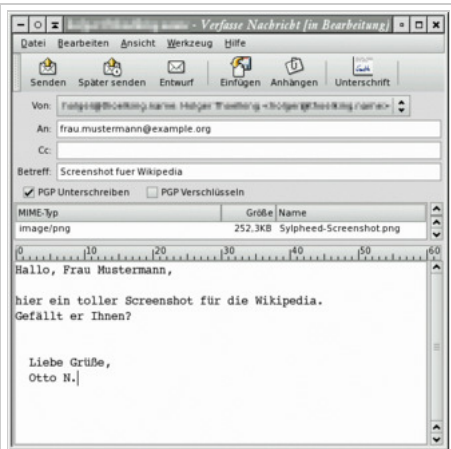 - Verfasse Nachricht [in Bearbeitung]
Datei Bearbeiten Ansicht Werkzeug Hilfe
Senden Später senden Entwurf Einfügen Anhängen Unterschrift
Von:
An: frau.mustermann@example.org
Cc:
Betreff: Screenshot fuer Wikipedia
PGP Unterschreiben PGP Verschlüsseln
MIME-Typ Größe Name
image/png 252,3KB Sylpheed-Screenshot.png
0 10 20 30 40 50 60
Hallo, Frau Mustermann,
hier ein toller Screenshot für die Wikipedia.
Gefällt er Ihnen?
Liebe Grüße,
Otto N.